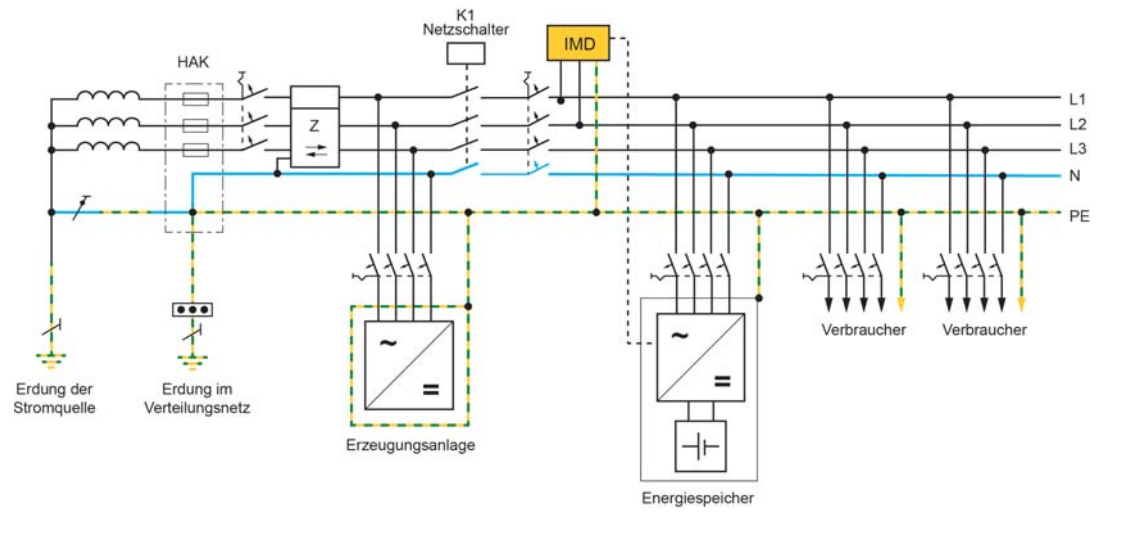 K1
Netzschalter
IMD
HAK
L1
Z
L2
L3
N
PE
Verbraucher
Verbraucher
Erdung der
Stromquelle
Erdung im
Verteilungsnetz
Erzeugungsanlage
Energiespeicher